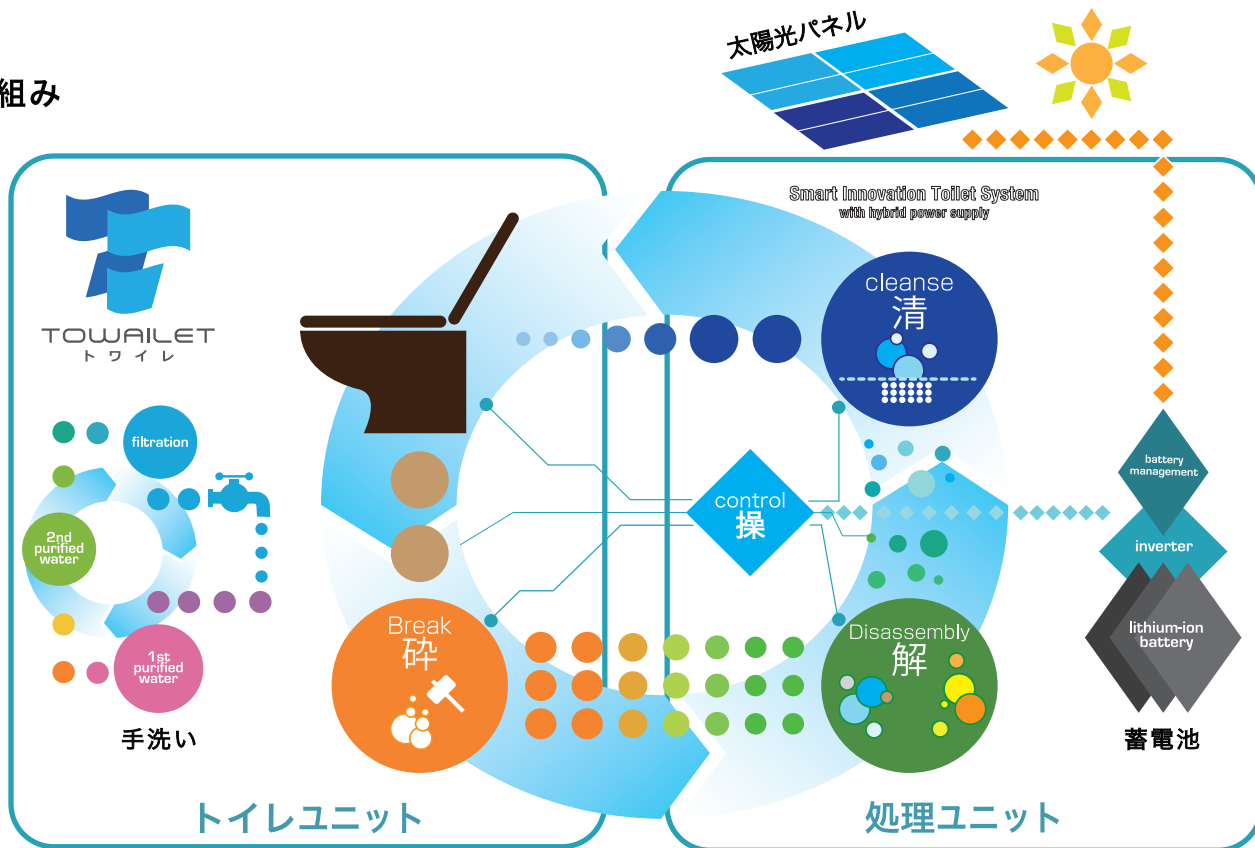 組み
太陽光パネル
TOWAILET
トワイレ
Smart Innovation Toilet System
with hybrid power supply
cleanse
清
filtration
2nd
purified
water
1st
purified
water
手洗い
control
操
battery
management
inverter
lithium-ion
battery
蓄電池
Break
砕
Disassembly
解
トイレユニット
処理ユニット